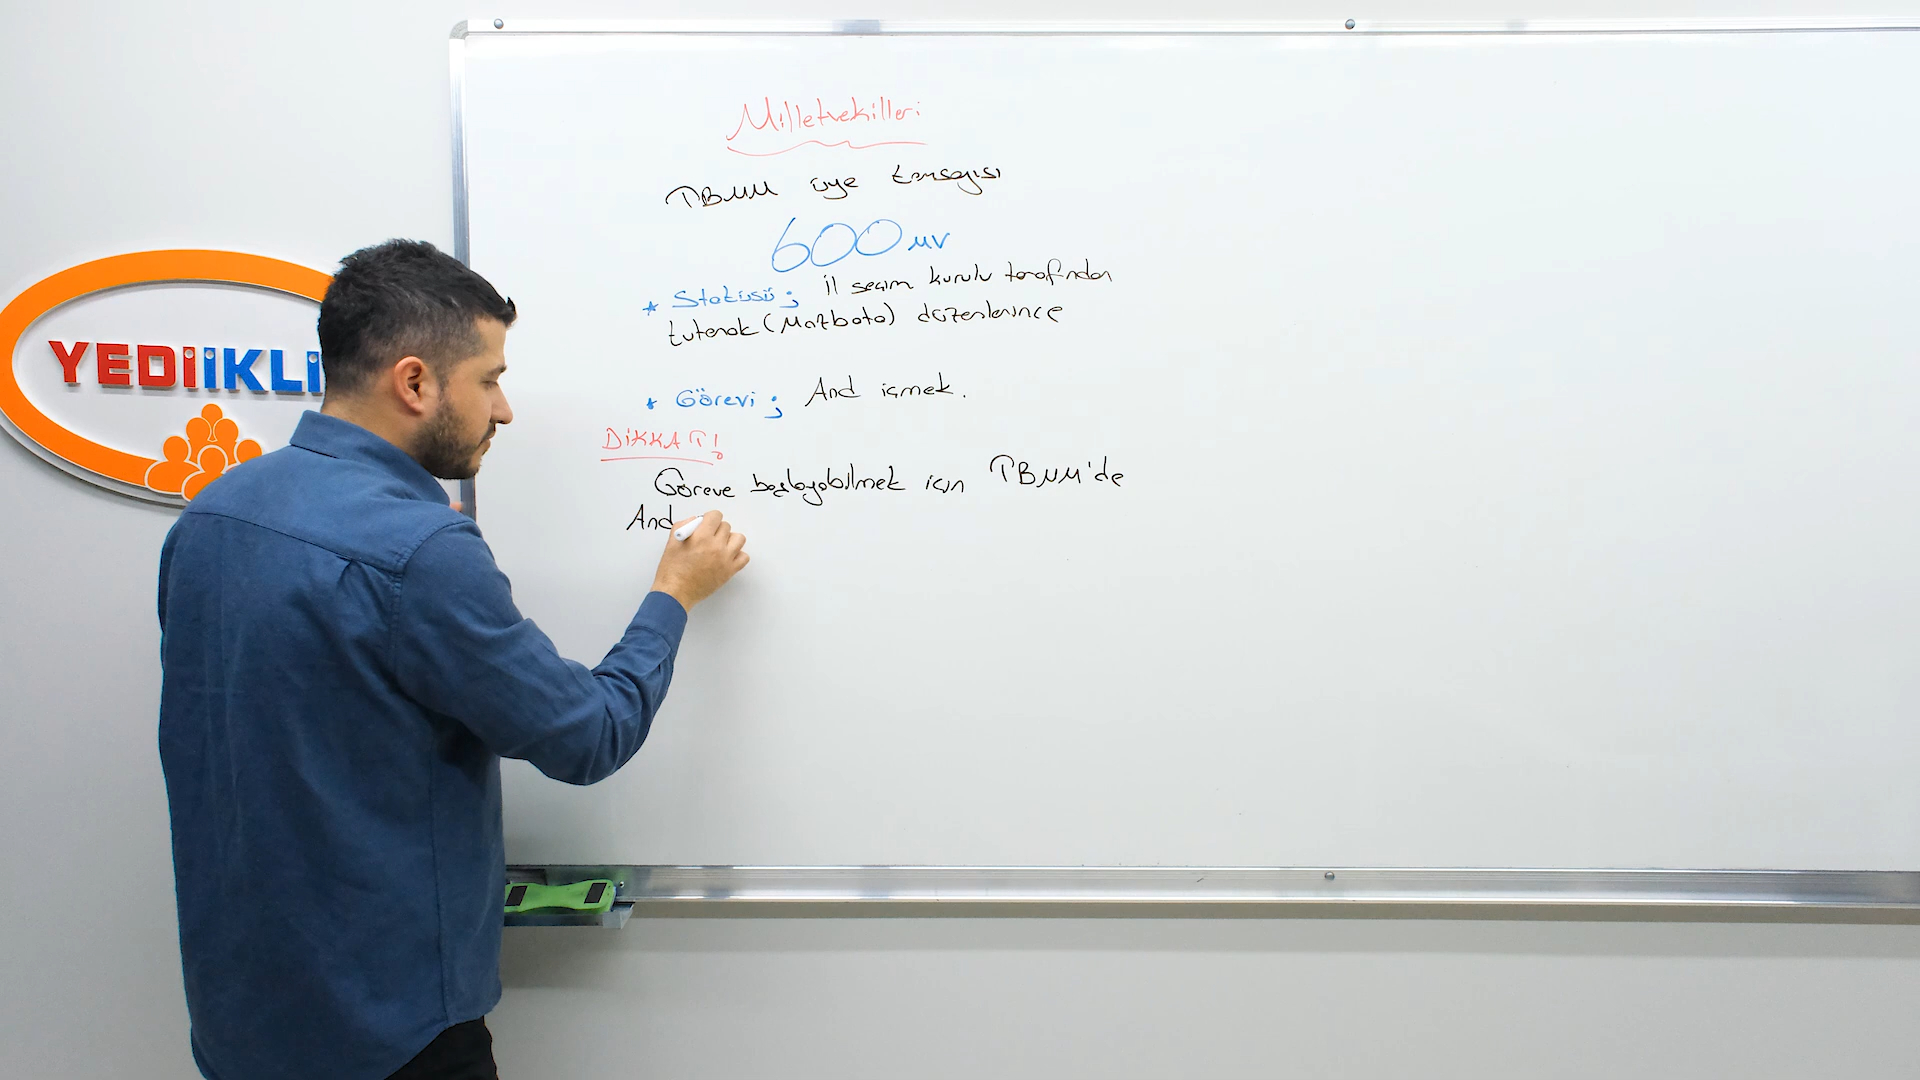 Milletvekilleri
TBMM üye tamsayısı
600 MV
* Statüsü; İl seçim kurulu tarafından
tutanak (Mazbata) düzenlenince
* Görevi; And içmek.
DİKKAT!
Göreve başlayabilmek için TBMM'de
And
YEDİİKLİ